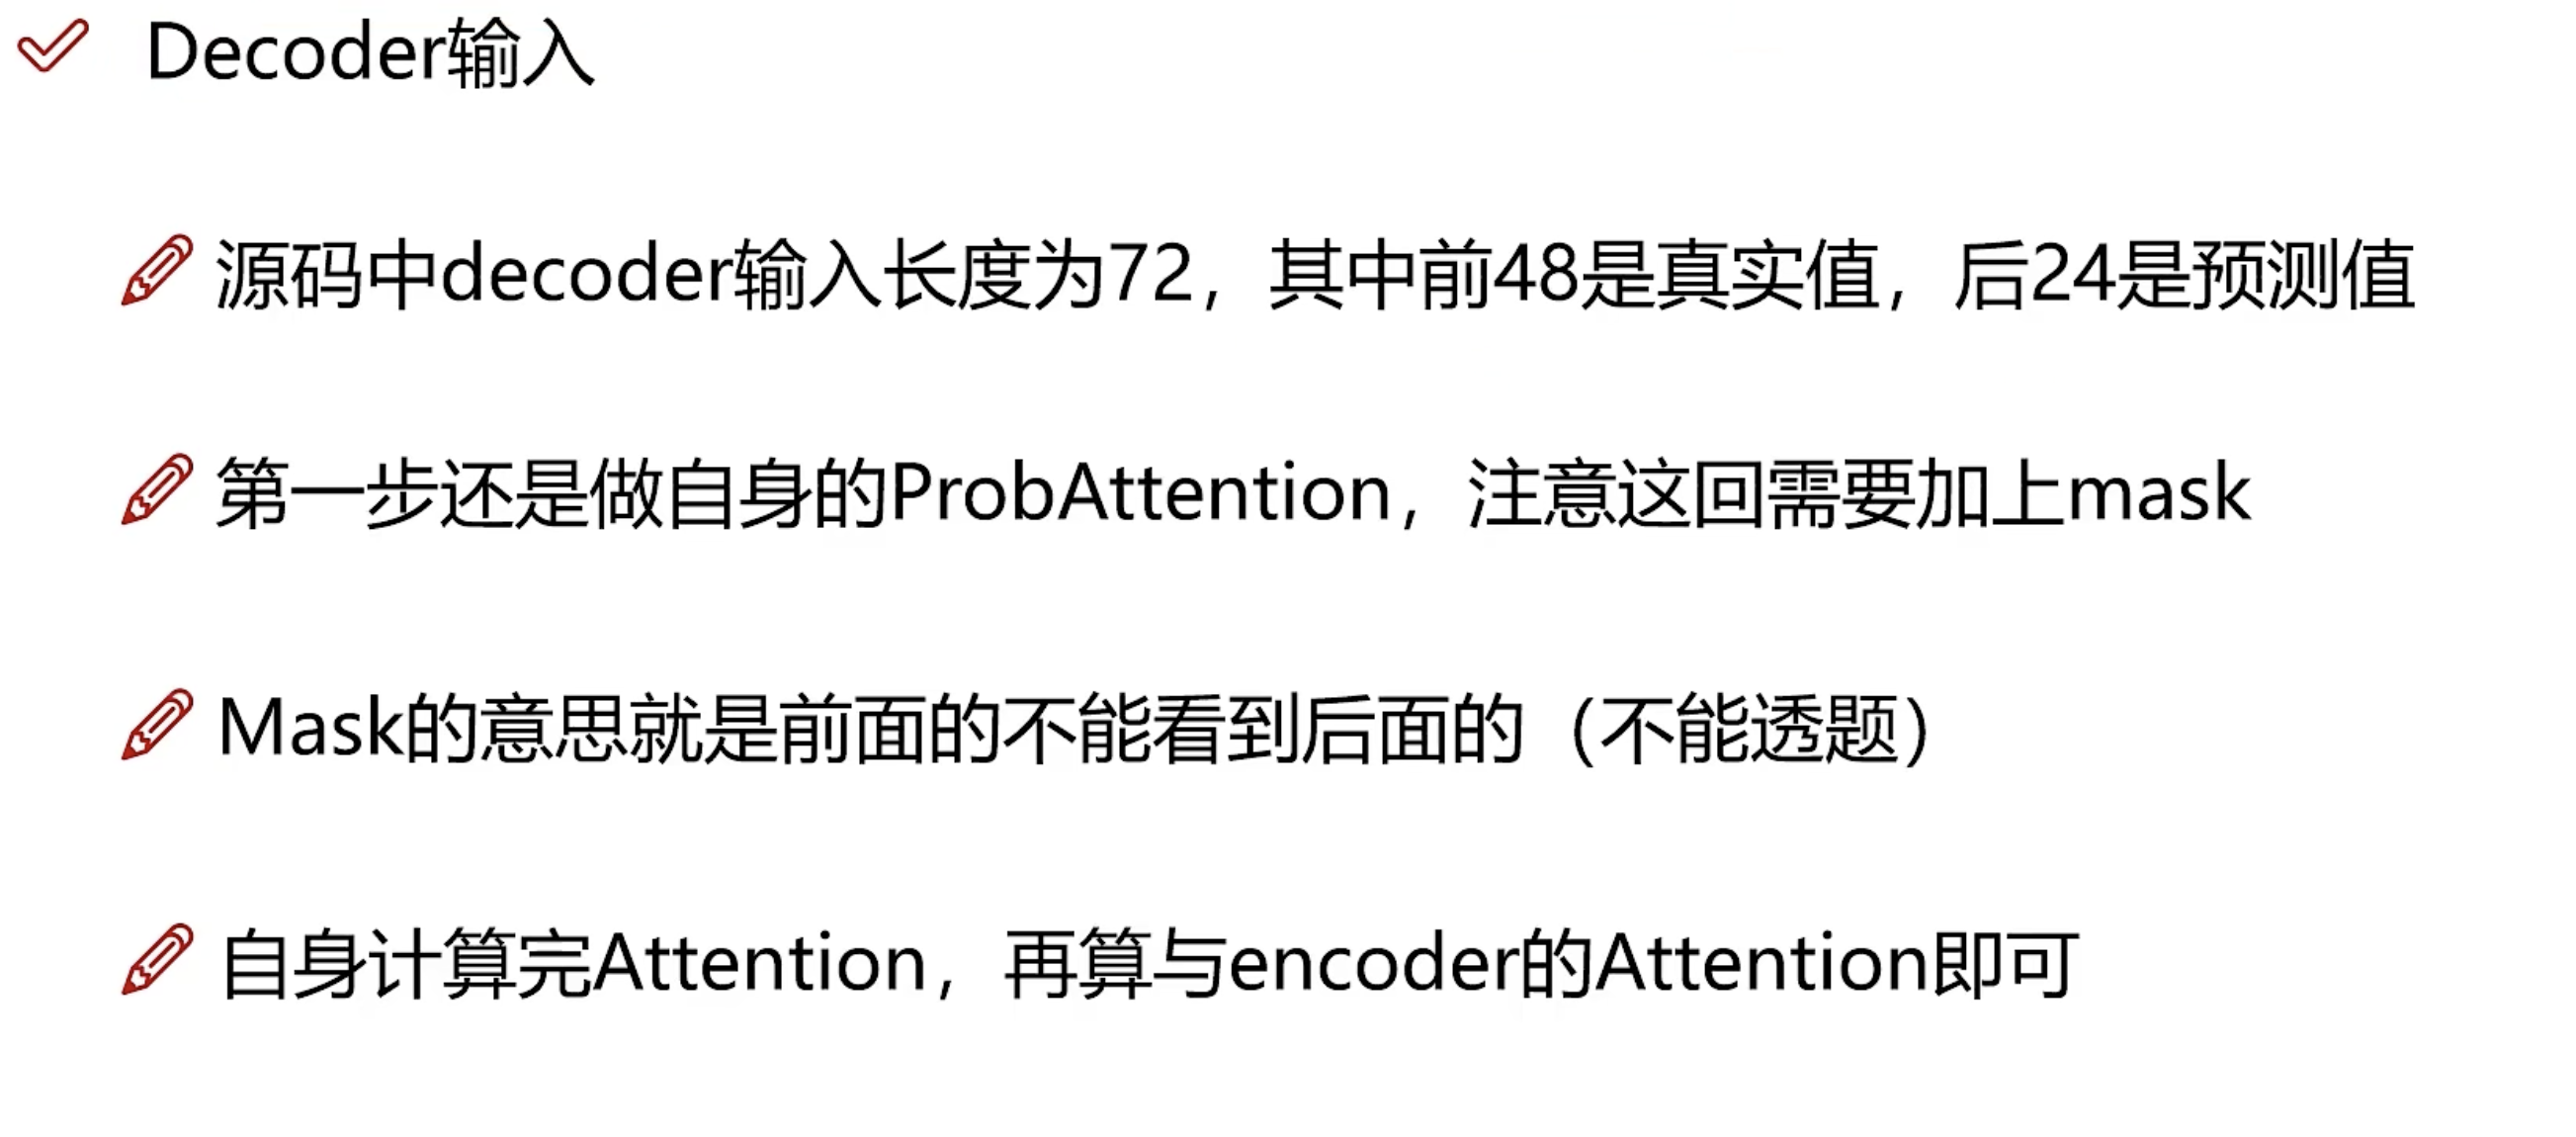 Decoder输入
源码中decoder输入长度为72，其中前48是真实值，后24是预测值
第一步还是做自身的ProbAttention，注意这回需要加上mask
Mask的意思就是前面的不能看到后面的（不能透题）
自身计算完Attention，再算与encoder的Attention即可